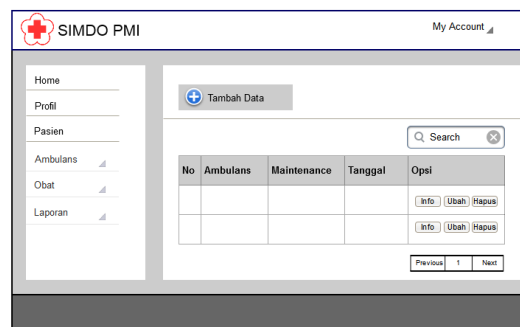 SIMDO PMI
My Account
Home
Profil
Pasien
Ambulans
Obat
Laporan
Tambah Data
Search
No Ambulans Maintenance Tanggal Opsi
Info Ubah Hapus
Info Ubah Hapus
Previous 1 Next